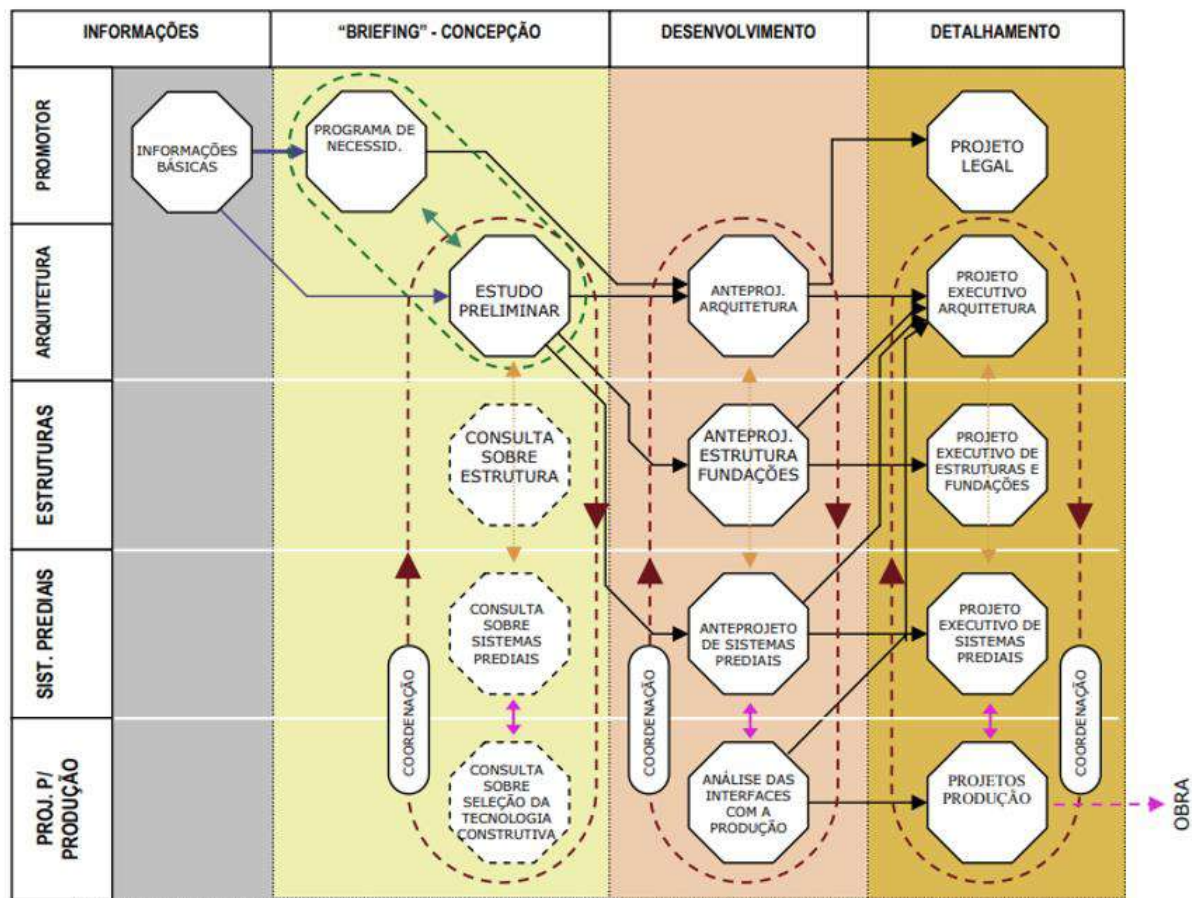 INFORMAÇÕES
“BRIEFING” - CONCEPÇÃO
DESENVOLVIMENTO
DETALHAMENTO
PROMOTOR
INFORMAÇÕES
BÁSICAS
PROGRAMA DE
NECESSID.
PROJETO
LEGAL
ARQUITETURA
ESTUDO
PRELIMINAR
ANTEPROJ.
ARQUITETURA
PROJETO
EXECUTIVO
ARQUITETURA
ESTRUTURAS
CONSULTA
SOBRE
ESTRUTURA
ANTEPROJ.
ESTRUTURA
FUNDAÇÕES
PROJETO
EXECUTIVO DE
ESTRUTURAS E
FUNDAÇÕES
SIST. PREDIAIS
CONSULTA
SOBRE
SISTEMAS
PREDIAIS
ANTEPROJETO
DE SISTEMAS
PREDIAIS
PROJETO
EXECUTIVO DE
SISTEMAS
PREDIAIS
COORDENAÇÃO
COORDENAÇÃO
COORDENAÇÃO
PROJ. P/
PRODUÇÃO
CONSULTA
SOBRE
SELEÇÃO DA
TECNOLOGIA
CONSTRUTIVA
ANÁLISE DAS
INTERFACES
COM A
PRODUÇÃO
PROJETOS
PRODUÇÃO
OBRA